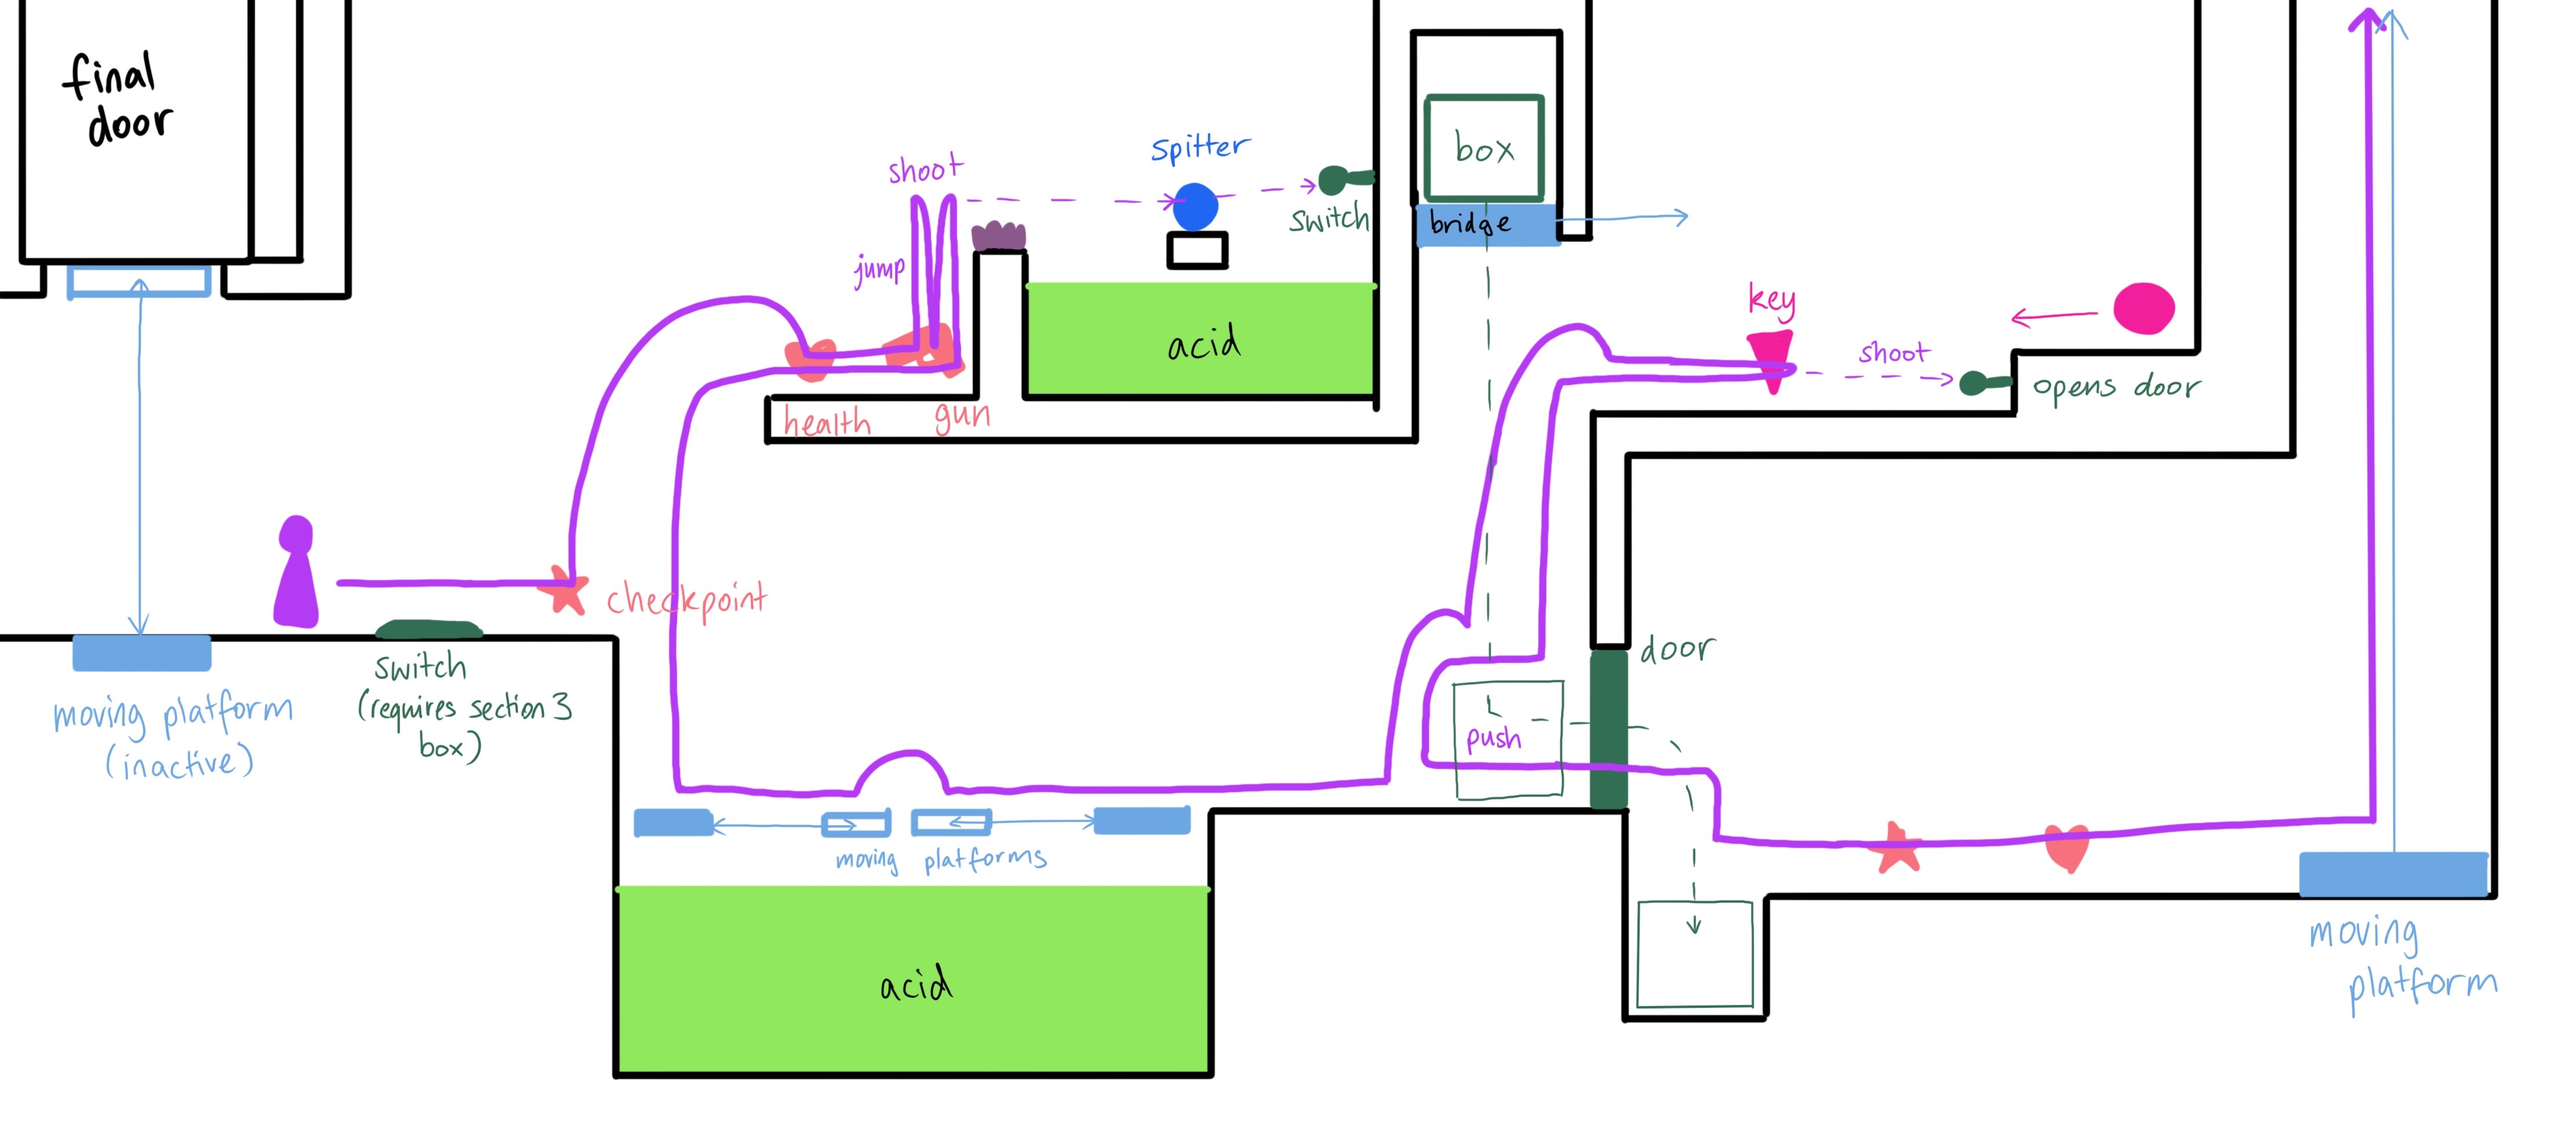 final
door
shoot
spitter
jump
switch
box
bridge
acid
health
gun
key
shoot
opens door
checkpoint
switch
(requires section 3
box)
moving platform
(inactive)
door
push
moving platforms
acid
moving
platform